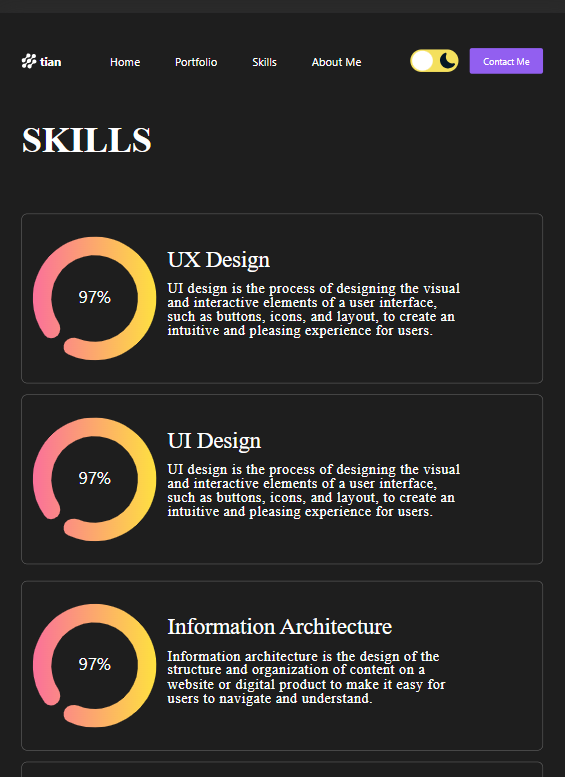 tian Home Portfolio Skills About Me Contact Me
SKILLS
UX Design
97%
UI design is the process of designing the visual
and interactive elements of a user interface,
such as buttons, icons, and layout, to create an
intuitive and pleasing experience for users.
UI Design
97%
UI design is the process of designing the visual
and interactive elements of a user interface,
such as buttons, icons, and layout, to create an
intuitive and pleasing experience for users.
Information Architecture
97%
Information architecture is the design of the
structure and organization of content on a
website or digital product to make it easy for
users to navigate and understand.